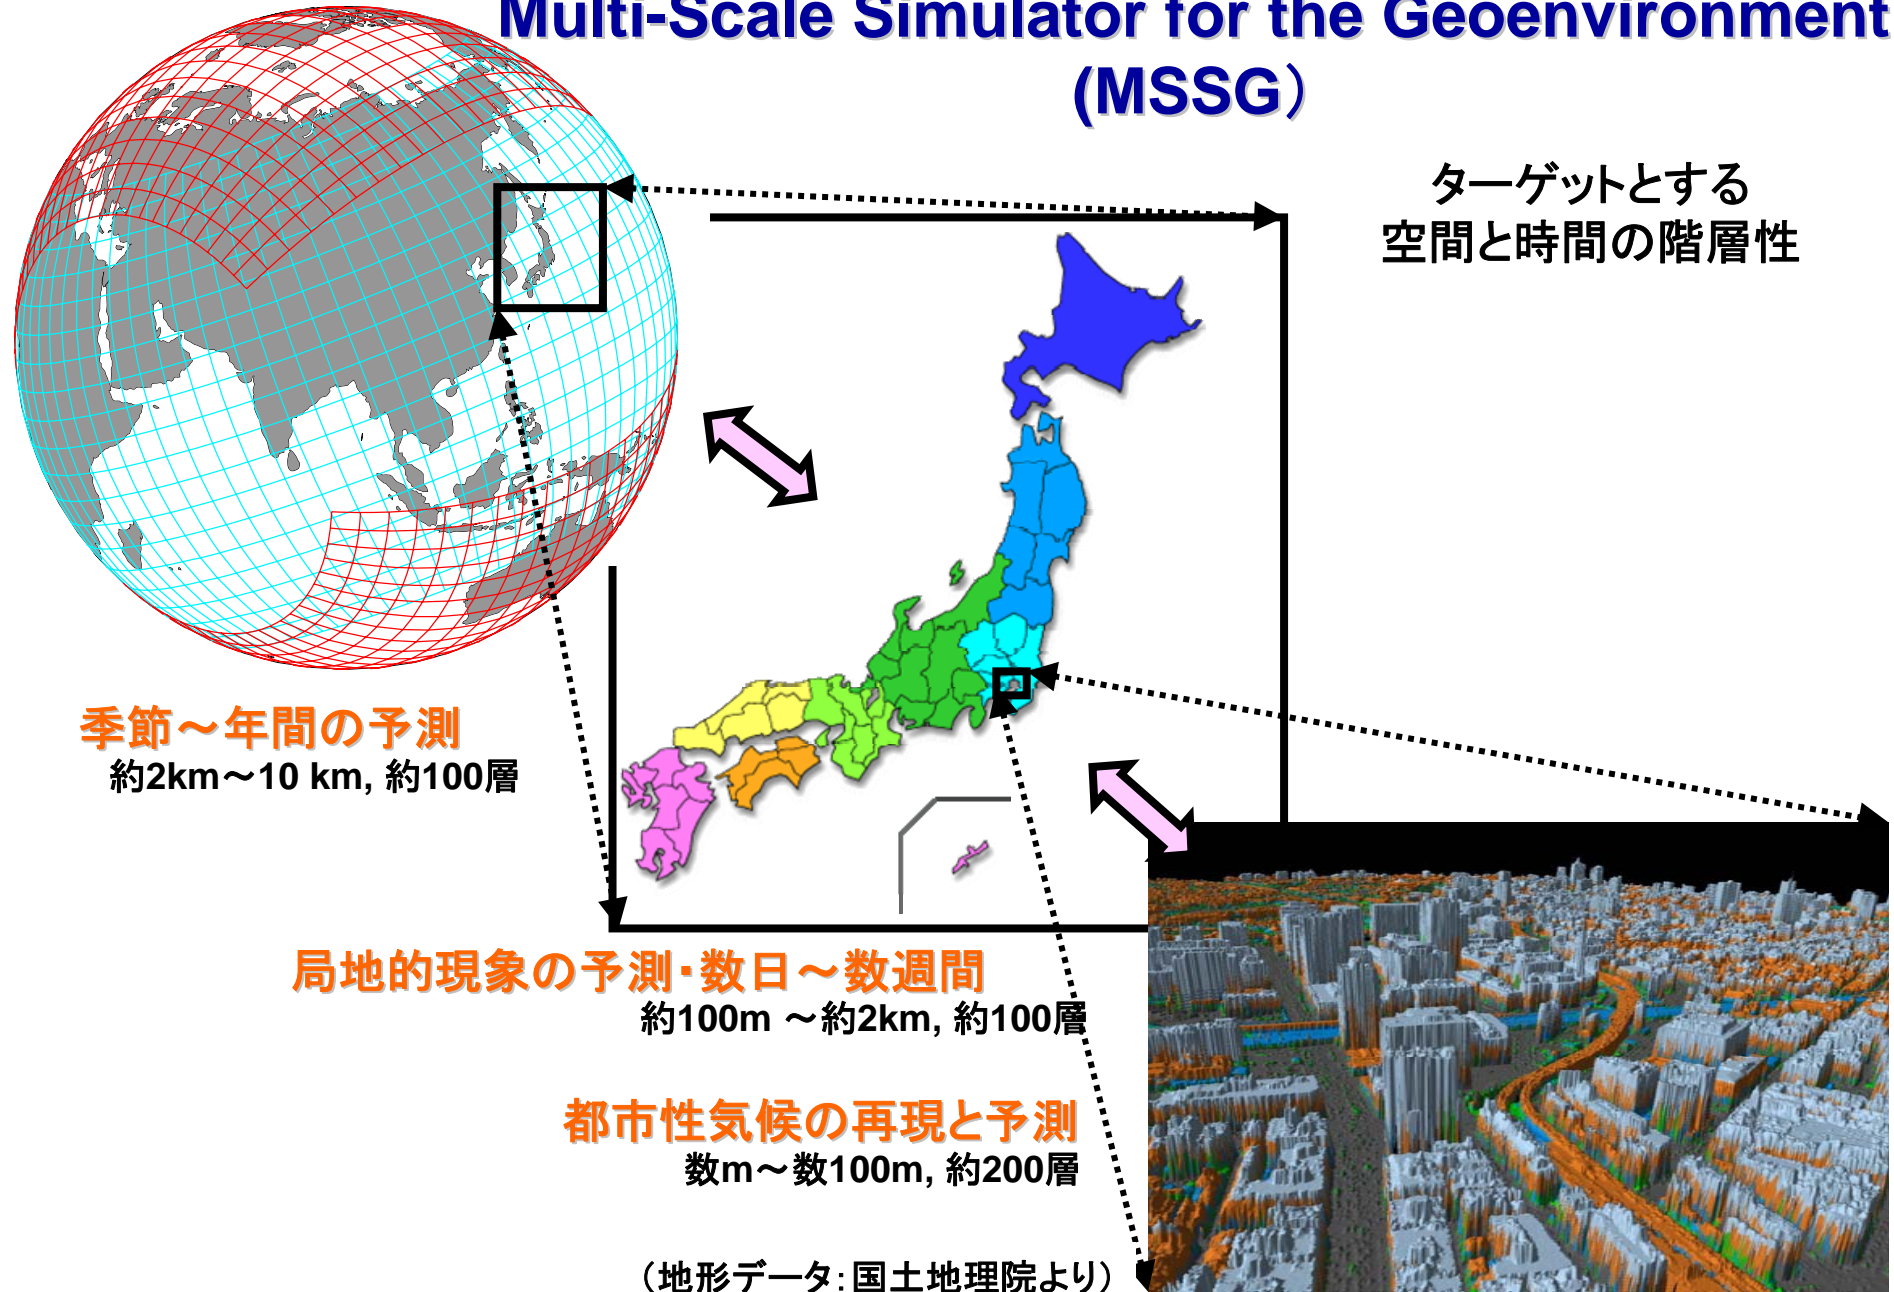 Multi-Scale Simulator for the Geoenvironment
(MSSG）
ターゲットとする
空間と時間の階層性
季節～年間の予測
約2km～10 km, 約100層
局地的現象の予測・数日～数週間
約100m ～約2km, 約100層
都市性気候の再現と予測
数m～数100m, 約200層
（地形データ：国土地理院より）